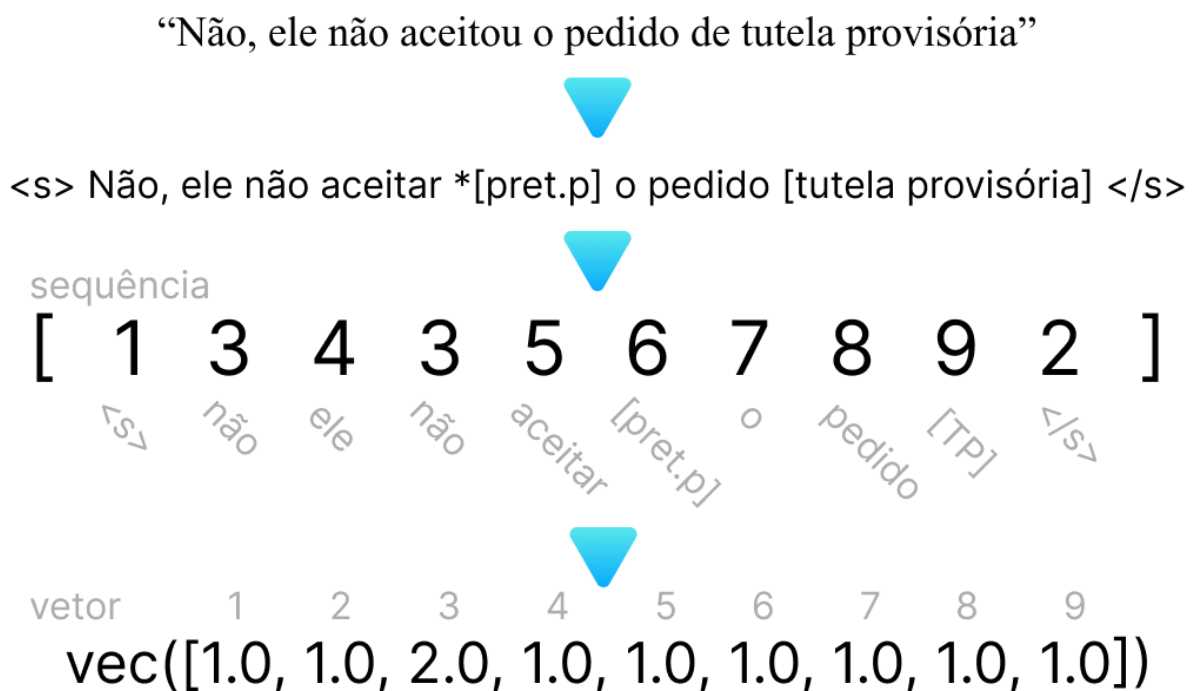 “Não, ele não aceitou o pedido de tutela provisória”
<s> Não, ele não aceitar *[pret.p] o pedido [tutela provisória] </s>
sequência
[ 1 3 4 3 5 6 7 8 9 2 ]
<s> não ele não aceitar [pret.p] o pedido [TP] </s>
vetor 1 2 3 4 5 6 7 8 9
vec([1.0, 1.0, 2.0, 1.0, 1.0, 1.0, 1.0, 1.0, 1.0])